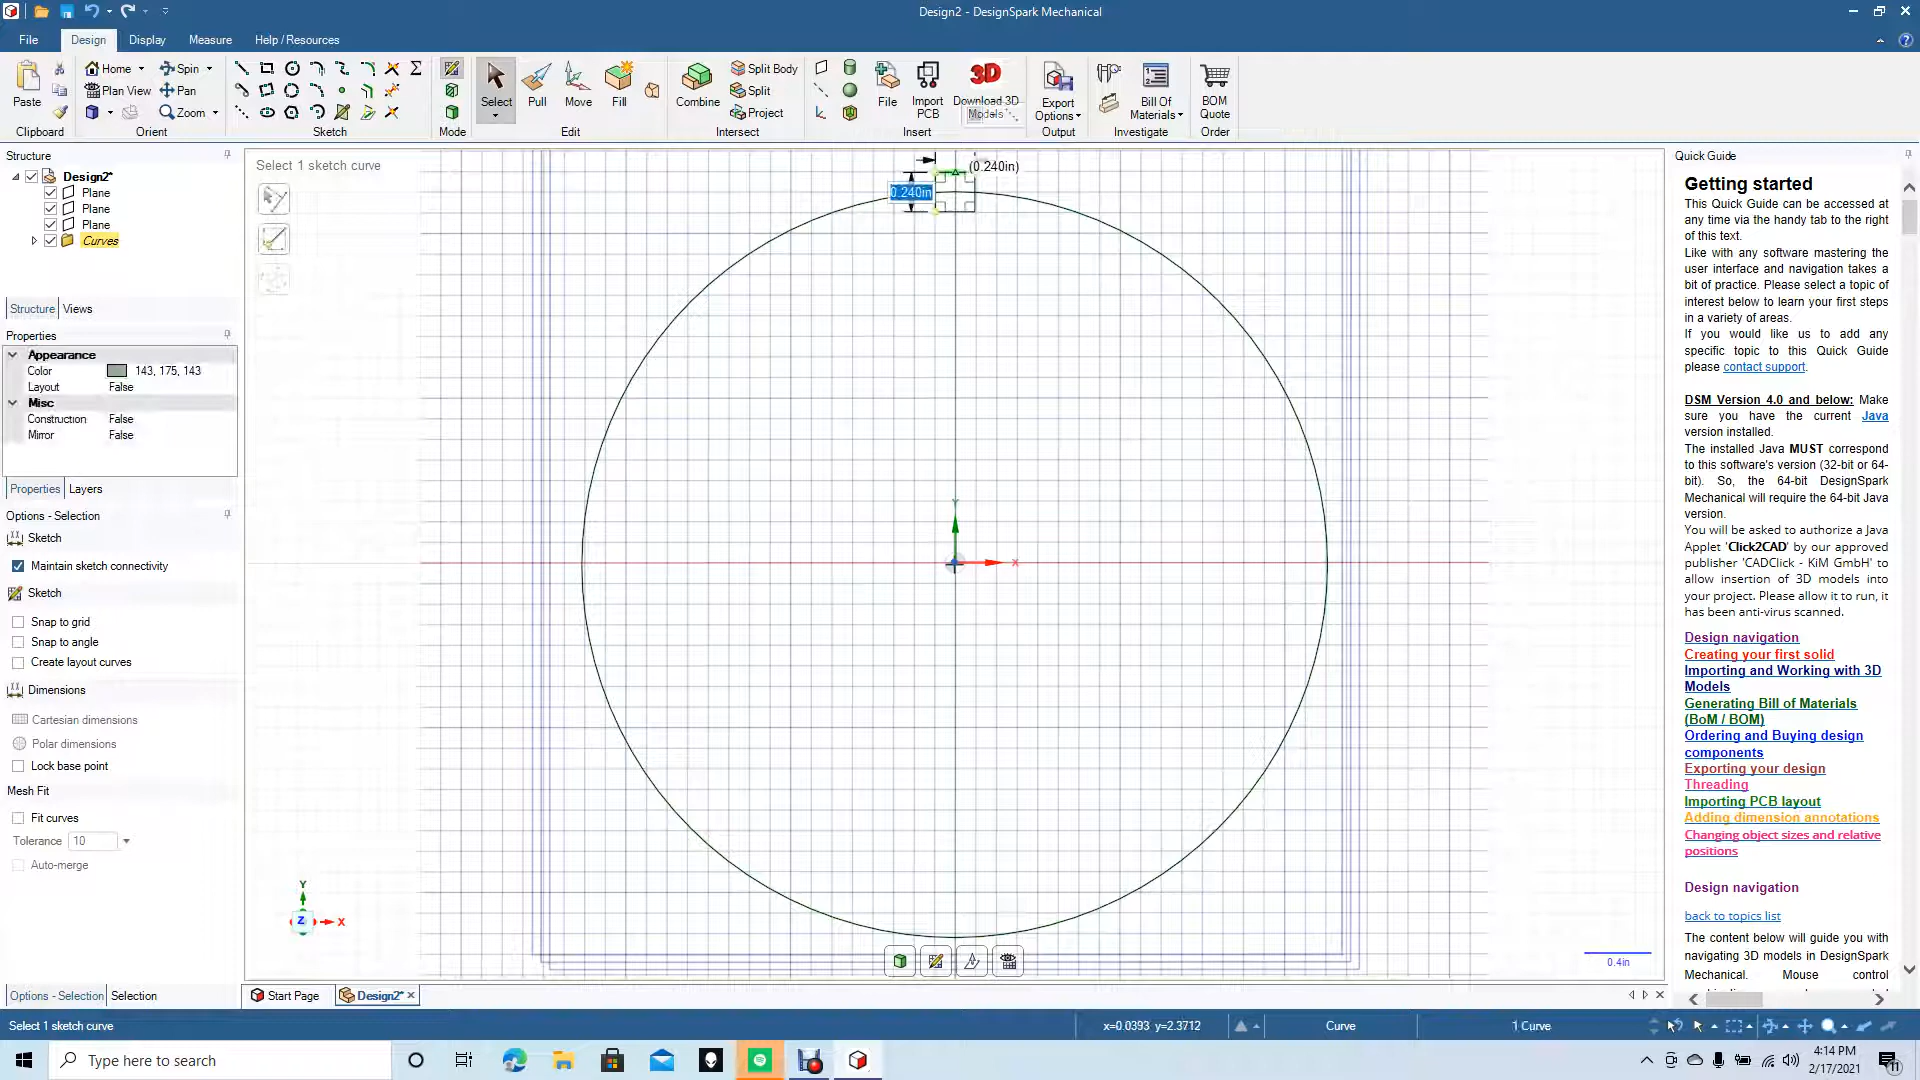 Design2 - DesignSpark Mechanical
File
Design
Display
Measure
Help / Resources
Paste
Home
Plan View
Spin
Pan
Zoom
Select
Pull
Move
Fill
Combine
Split Body
Split
Project
File
Import
PCB
3D
Download 3D
Models
Export
Options
Bill Of
Materials
BOM
Quote
Clipboard
Orient
Sketch
Mode
Edit
Intersect
Insert
Output
Investigate
Order
Structure
Design2*
Plane
Plane
Plane
Curves
Structure
Views
Properties
Appearance
Color 143, 175, 143
Layout False
Misc
Construction False
Mirror False
Properties
Layers
Options - Selection
Sketch
Maintain sketch connectivity
Sketch
Snap to grid
Snap to angle
Create layout curves
Dimensions
Cartesian dimensions
Polar dimensions
Lock base point
Mesh Fit
Fit curves
Tolerance 10
Auto-merge
Options - Selection
Selection
Select 1 sketch curve
(0.240in)
0.240in
Y
X
Y
Z
X
0.4in
Start Page
Design2*
Quick Guide
Getting started
This Quick Guide can be accessed at
any time via the handy tab to the right
of this text.
Like with any software mastering the
user interface and navigation takes a
bit of practice. Please select a topic of
interest below to learn your first steps
in a variety of areas.
If you would like us to add any
specific topic to this Quick Guide
please contact support.
DSM Version 4.0 and below: Make
sure you have the current Java
version installed.
The installed Java MUST correspond
to this software's version (32-bit or 64-
bit). So, the 64-bit DesignSpark
Mechanical will require the 64-bit Java
version.
You will be asked to authorize a Java
Applet 'Click2CAD' by our approved
publisher 'CADClick - KiM GmbH' to
allow insertion of 3D models into
your project. Please allow it to run, it
has been anti-virus scanned.
Design navigation
Creating your first solid
Importing and Working with 3D
Models
Generating Bill of Materials
(BoM / BOM)
Ordering and Buying design
components
Exporting your design
Threading
Importing PCB layout
Adding dimension annotations
Changing object sizes and relative
positions
Design navigation
back to topics list
The content below will guide you with
navigating 3D models in DesignSpark
Mechanical. Mouse control
Select 1 sketch curve
x=0.0393 y=2.3712
Curve
1 Curve
Type here to search
4:14 PM
2/17/2021
11